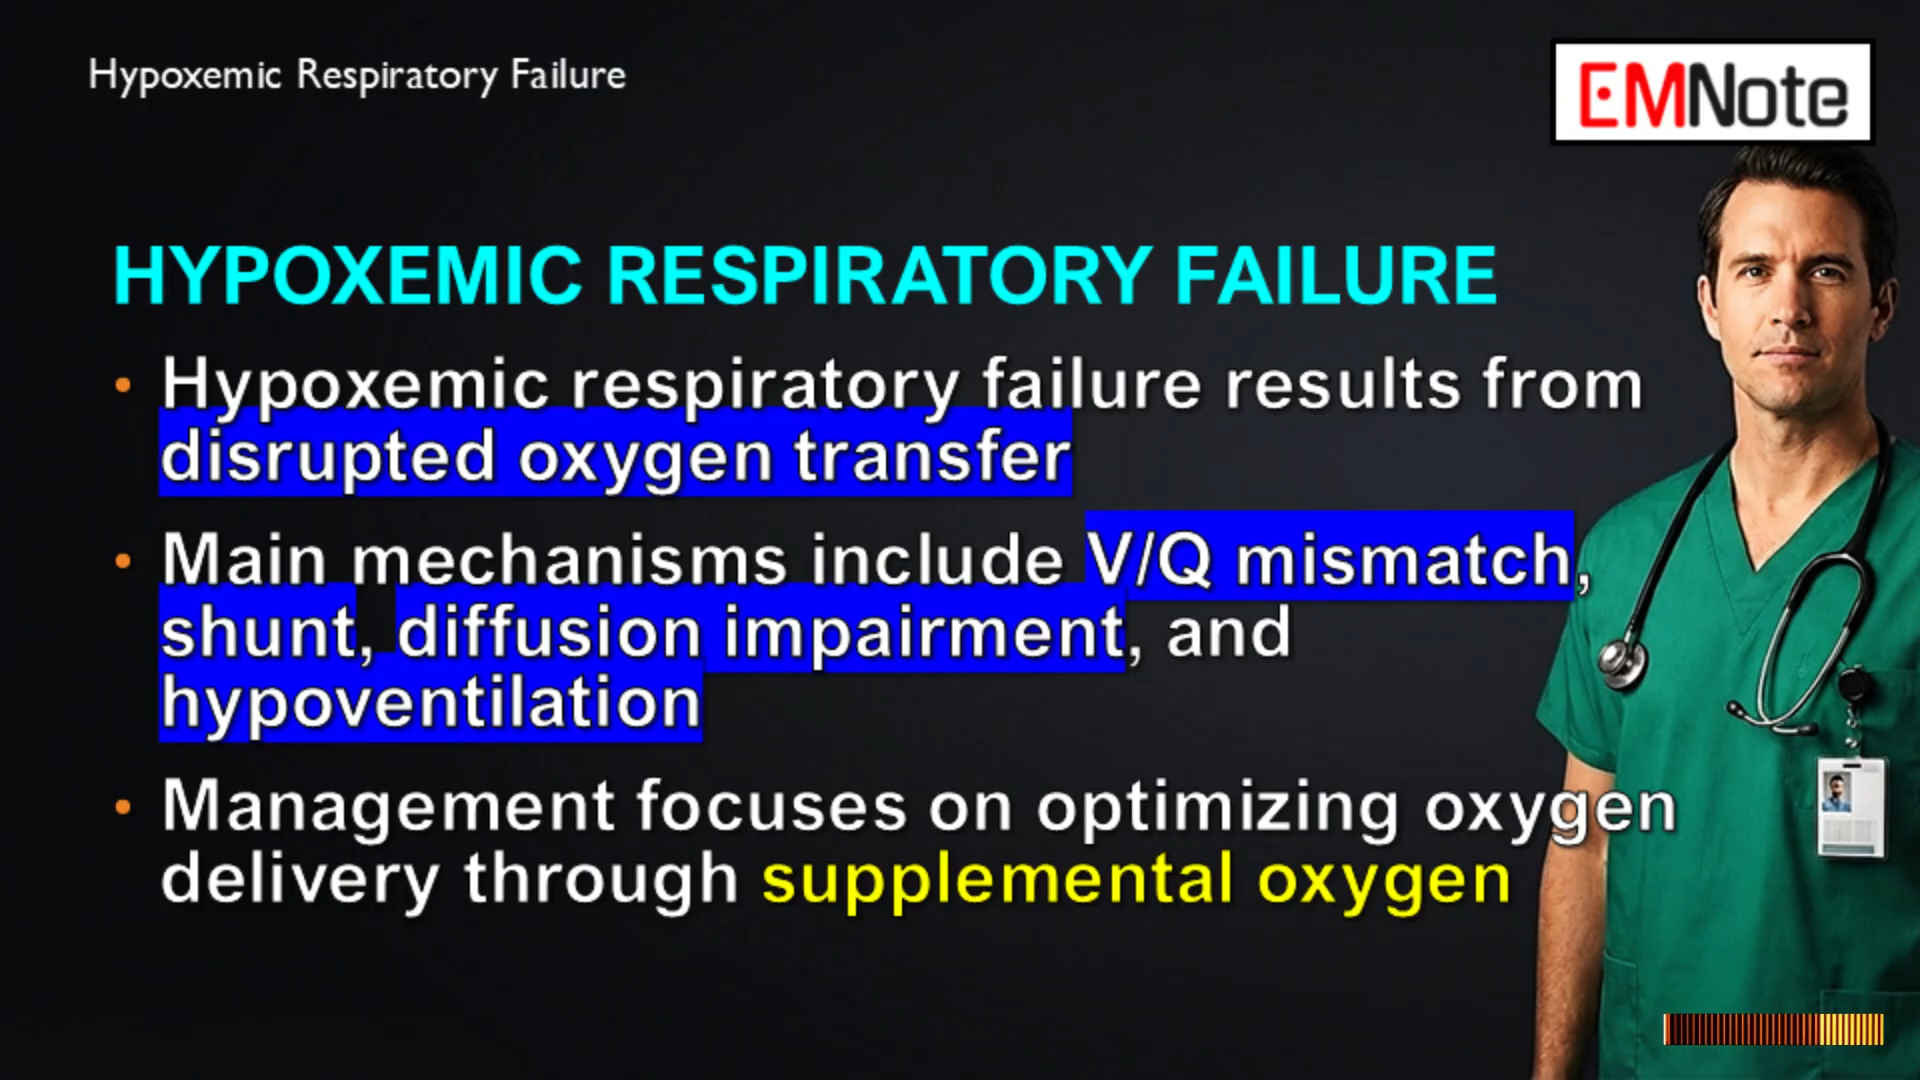 Hypoxemic Respiratory Failure
EMNote
HYPOXEMIC RESPIRATORY FAILURE
• Hypoxemic respiratory failure results from
disrupted oxygen transfer
• Main mechanisms include V/Q mismatch,
shunt, diffusion impairment, and
hypoventilation
• Management focuses on optimizing oxygen
delivery through supplemental oxygen